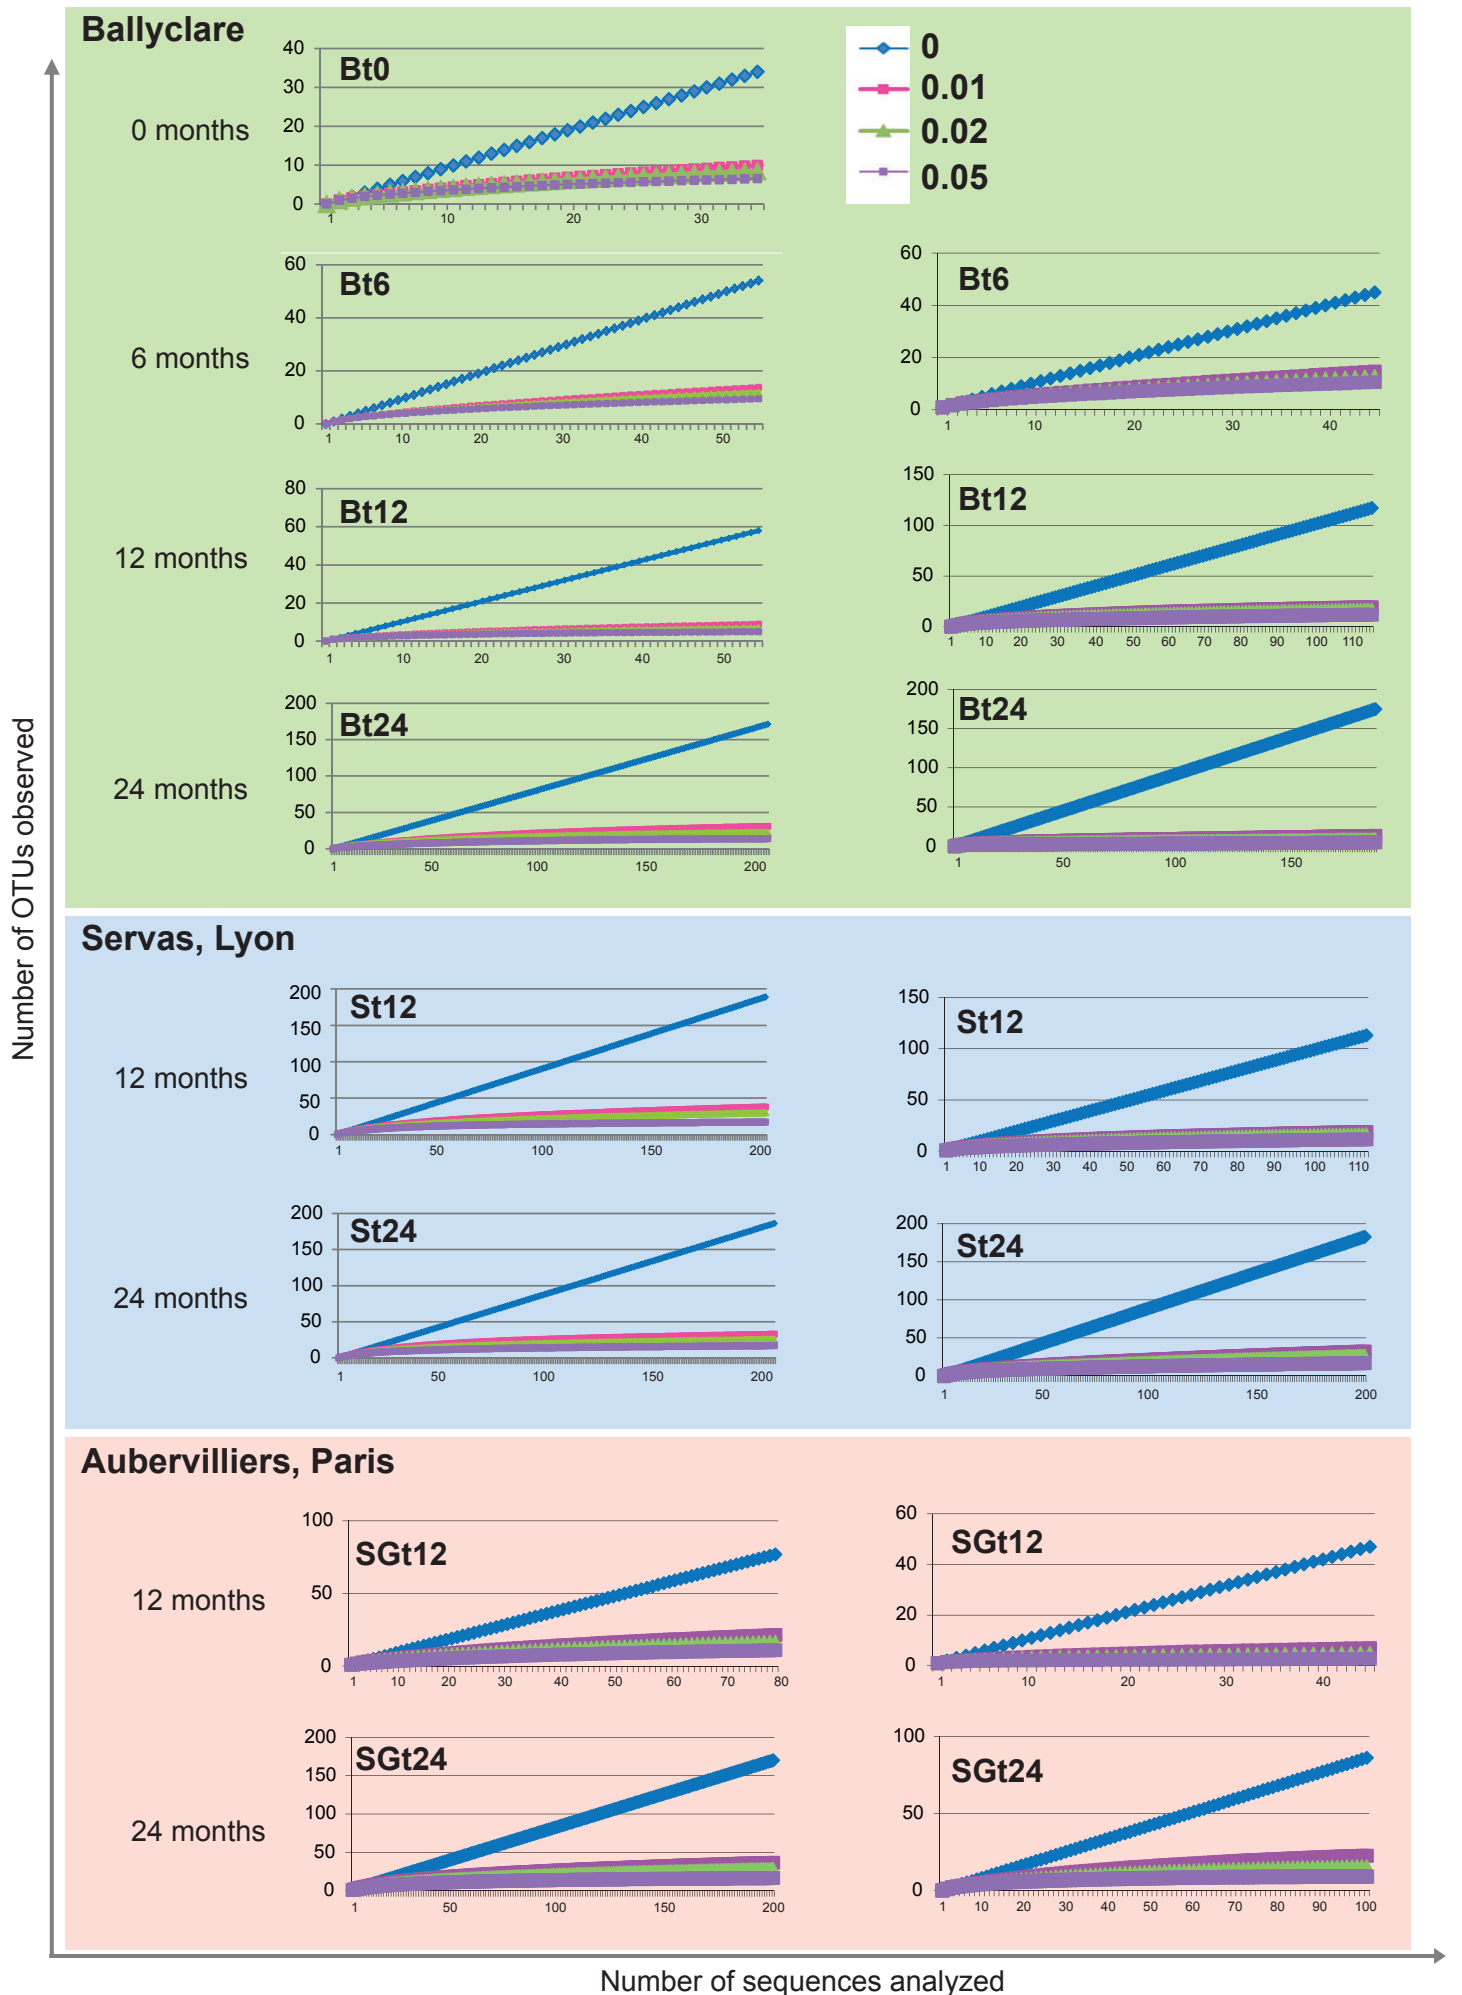 Ballyclare
0
0.01
0.02
0.05
Number of OTUs observed
0 months
Bt0
40
30
20
10
0
1 10 20 30
6 months
Bt6
60
40
20
0
1 10 20 30 40 50
Bt6
60
40
20
0
1 10 20 30 40
12 months
Bt12
80
60
40
20
0
1 10 20 30 40 50
Bt12
150
100
50
0
1 10 20 30 40 50 60 70 80 90 100 110
24 months
Bt24
200
150
100
50
0
1 50 100 150 200
Bt24
200
150
100
50
0
1 50 100 150
Servas, Lyon
12 months
St12
200
150
100
50
0
1 50 100 150 200
St12
150
100
50
0
1 10 20 30 40 50 60 70 80 90 100 110
24 months
St24
200
150
100
50
0
1 50 100 150 200
St24
200
150
100
50
0
1 50 100 150 200
Aubervilliers, Paris
12 months
SGt12
100
50
0
1 10 20 30 40 50 60 70 80
SGt12
60
40
20
0
1 10 20 30 40
24 months
SGt24
200
150
100
50
0
1 50 100 150 200
SGt24
100
50
0
1 10 20 30 40 50 60 70 80 90 100
Number of sequences analyzed